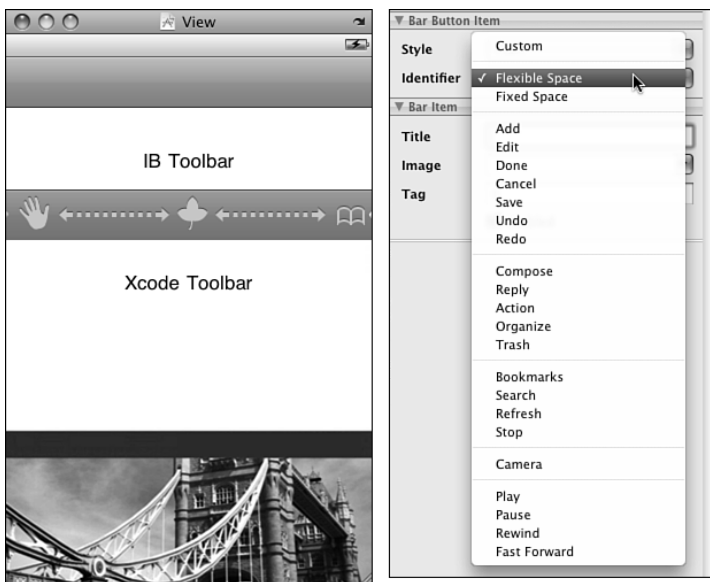 View
IB Toolbar
Xcode Toolbar
Bar Button Item
Style
Custom
Identifier
✓ Flexible Space
Fixed Space
Bar Item
Title
Image
Tag
Add
Edit
Done
Cancel
Save
Undo
Redo
Compose
Reply
Action
Organize
Trash
Bookmarks
Search
Refresh
Stop
Camera
Play
Pause
Rewind
Fast Forward